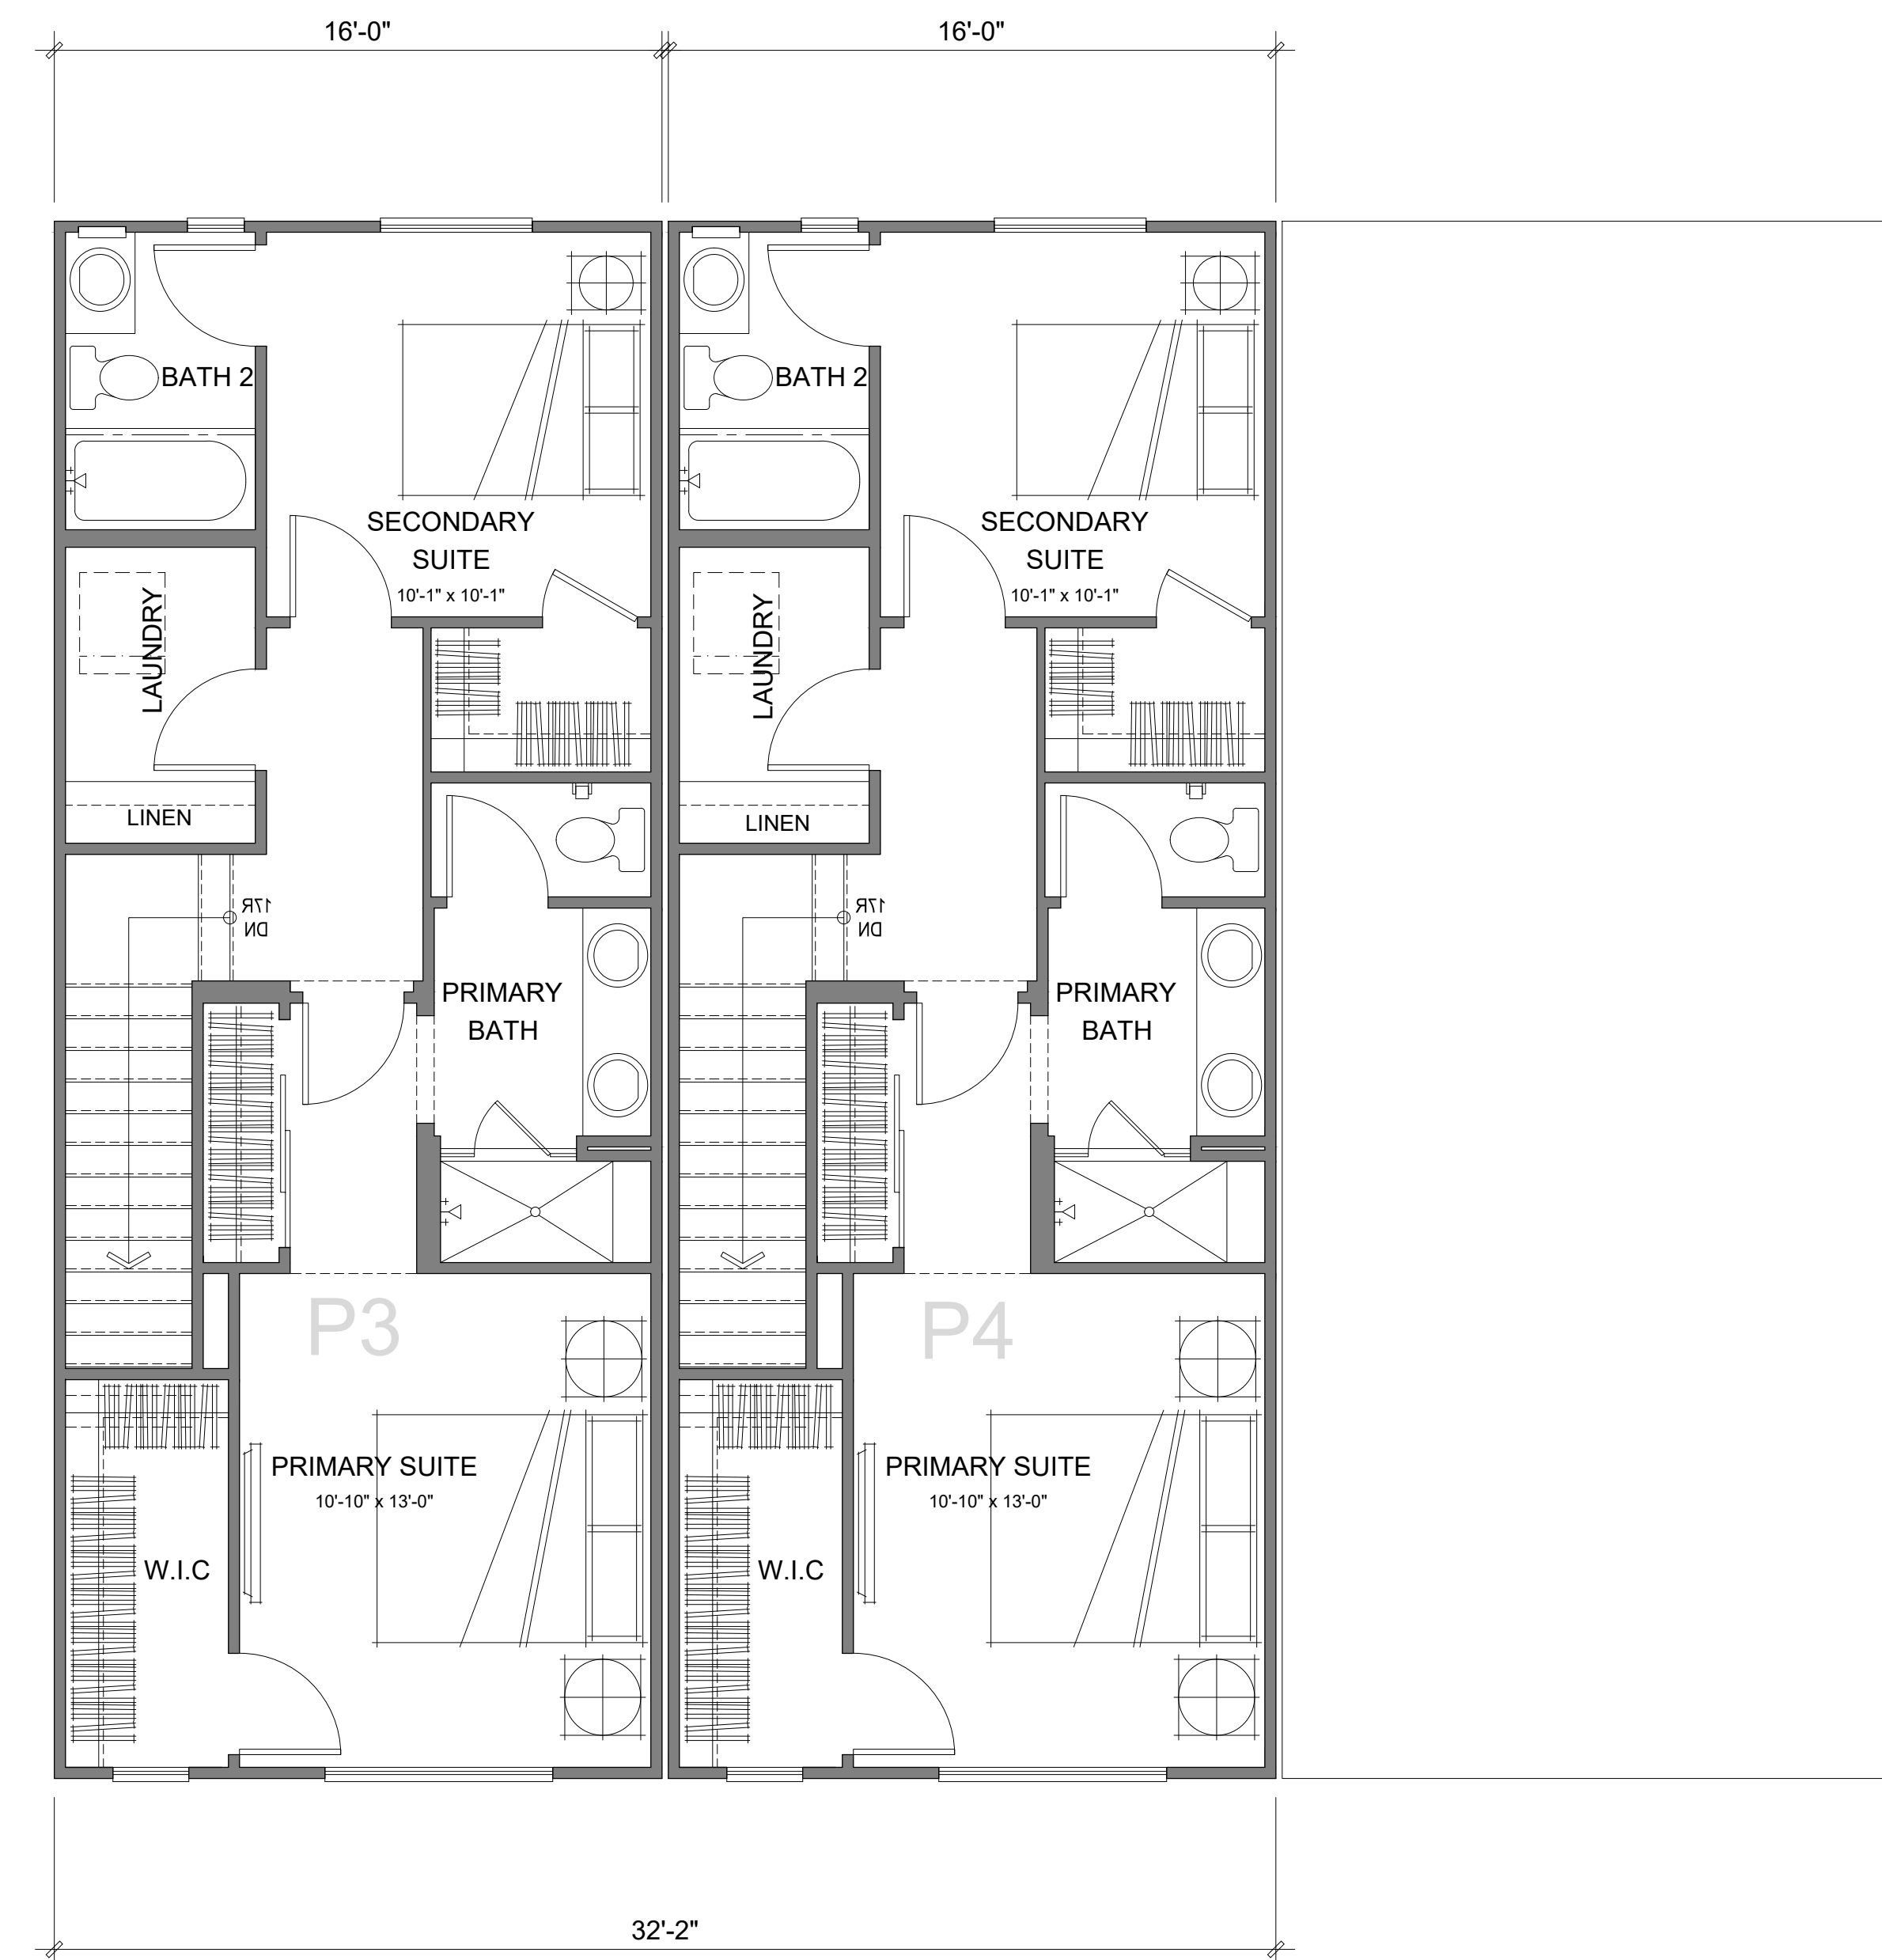 16'-0"
16'-0"
BATH 2
BATH 2
SECONDARY
SUITE
10'-1" x 10'-1"
SECONDARY
SUITE
10'-1" x 10'-1"
LAUNDRY
LAUNDRY
LINEN
LINEN
17R
DN
17R
DN
PRIMARY
BATH
PRIMARY
BATH
P3
P4
PRIMARY SUITE
10'-10" x 13'-0"
PRIMARY SUITE
10'-10" x 13'-0"
W.I.C
W.I.C
32'-2"